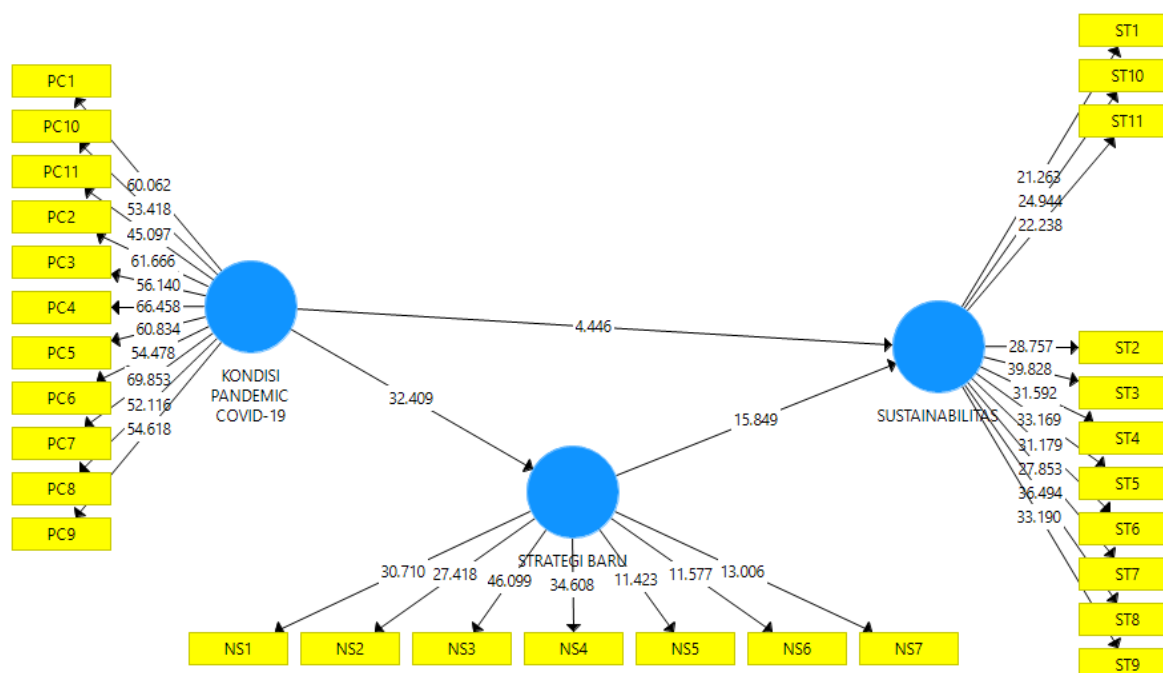 PC1
PC10
PC11
PC2
PC3
PC4
PC5
PC6
PC7
PC8
PC9
60.062
53.418
45.097
61.666
56.140
66.458
60.834
54.478
69.853
52.116
54.618
KONDISI
PANDEMIC
COVID-19
4.446
32.409
15.849
STRATEGI BARU
30.710
27.418
46.099
34.608
11.423
11.577
13.006
NS1
NS2
NS3
NS4
NS5
NS6
NS7
SUSTAINABILITAS
21.263
24.944
22.238
28.757
39.828
31.592
33.169
31.179
27.853
36.494
33.190
ST1
ST10
ST11
ST2
ST3
ST4
ST5
ST6
ST7
ST8
ST9